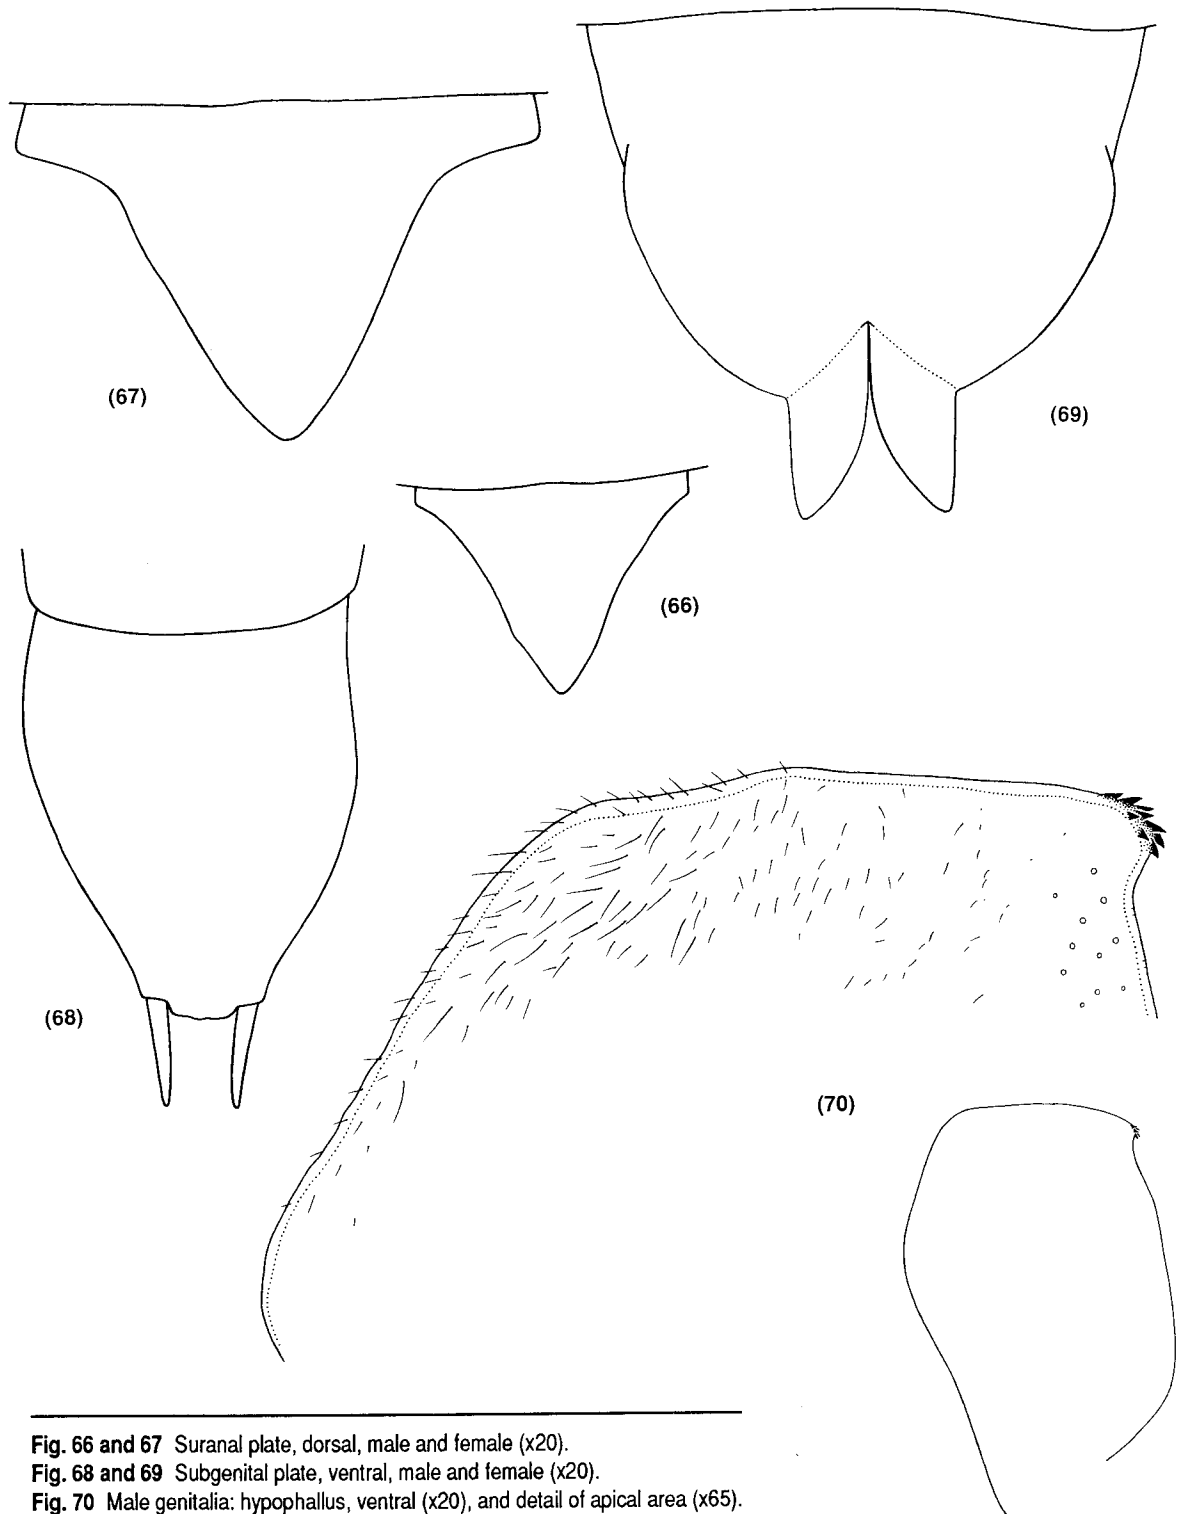 (67)
(69)
(66)
(68)
(70)
Fig. 66 and 67 Suranal plate, dorsal, male and female (x20).
Fig. 68 and 69 Subgenital plate, ventral, male and female (x20).
Fig. 70 Male genitalia: hypophallus, ventral (x20), and detail of apical area (x65).